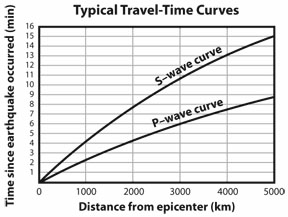 Typical Travel-Time Curves
Time since earthquake occurred (min)
16
15
14
13
12
11
10
9
8
7
6
5
4
3
2
1
S-wave curve
P-wave curve
0 1000 2000 3000 4000 5000
Distance from epicenter (km)